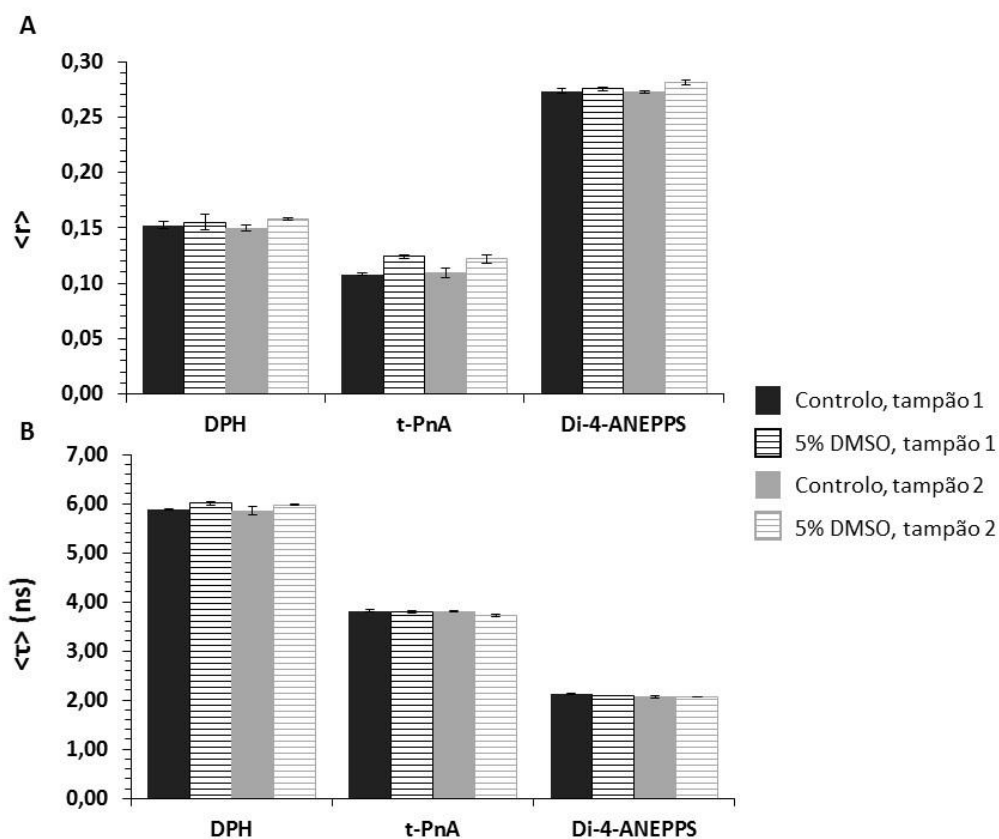 A
<r>
0,30
0,25
0,20
0,15
0,10
0,05
0,00
DPH t-PnA Di-4-ANEPPS
Controlo, tampão 1
5% DMSO, tampão 1
Controlo, tampão 2
5% DMSO, tampão 2
B
<τ> (ns)
7,00
6,00
5,00
4,00
3,00
2,00
1,00
0,00
DPH t-PnA Di-4-ANEPPS